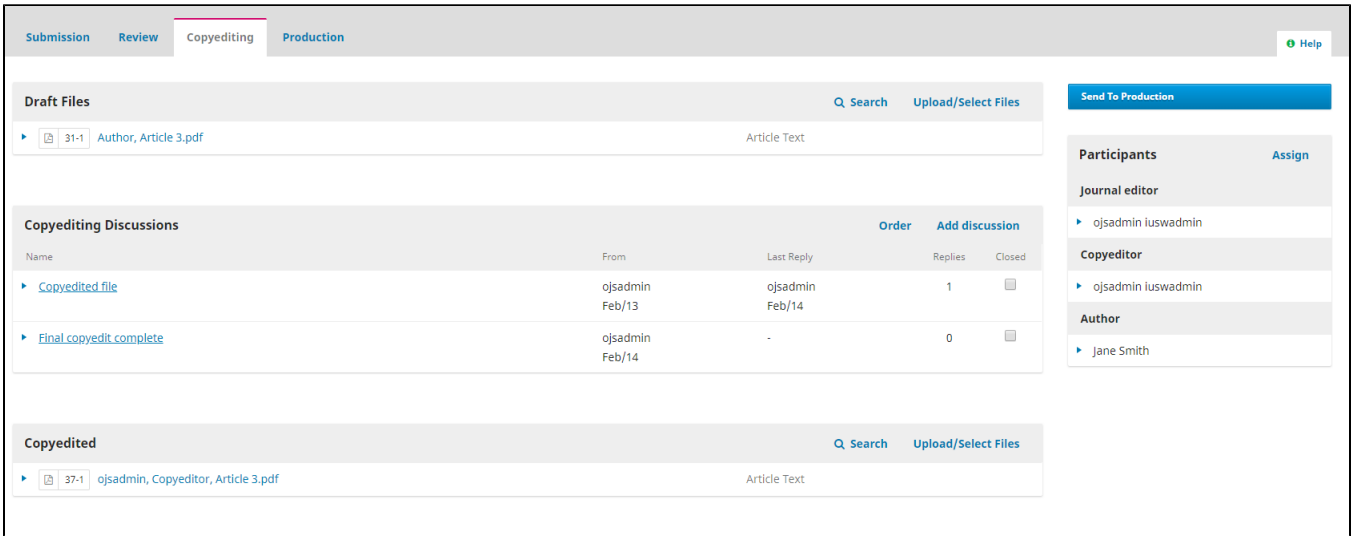 Submission Review Copyediting Production
Help
Draft Files Search Upload/Select Files
31-1 Author, Article 3.pdf Article Text
Copyediting Discussions Order Add discussion
Name From Last Reply Replies Closed
Copyedited file ojsadmin ojsadmin 1
Feb/13 Feb/14
Final copyedit complete ojsadmin - 0
Feb/14
Copyedited Search Upload/Select Files
37-1 ojsadmin, Copyeditor, Article 3.pdf Article Text
Send To Production
Participants Assign
Journal editor
ojsadmin iuswadmin
Copyeditor
ojsadmin iuswadmin
Author
Jane Smith